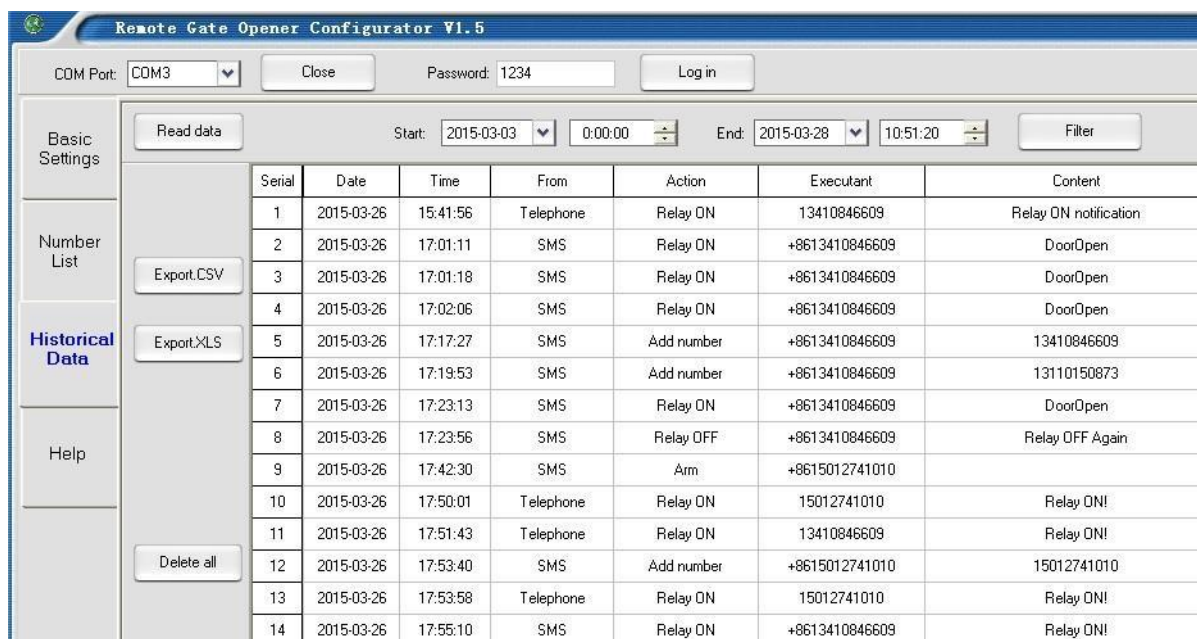 Remote Gate Opener Configurator V1.5
COM Port: COM3 Close Password: 1234 Log in
Basic Settings
Number List
Historical Data
Help
Read data Start: 2015-03-03 0:00:00 End: 2015-03-28 10:51:20 Filter
Export.CSV
Export.XLS
Delete all
Serial Date Time From Action Executant Content
1 2015-03-26 15:41:56 Telephone Relay ON 13410846609 Relay ON notification
2 2015-03-26 17:01:11 SMS Relay ON +8613410846609 DoorOpen
3 2015-03-26 17:01:18 SMS Relay ON +8613410846609 DoorOpen
4 2015-03-26 17:02:06 SMS Relay ON +8613410846609 DoorOpen
5 2015-03-26 17:17:27 SMS Add number +8613410846609 13410846609
6 2015-03-26 17:19:53 SMS Add number +8613410846609 13110150873
7 2015-03-26 17:23:13 SMS Relay ON +8613410846609 DoorOpen
8 2015-03-26 17:23:56 SMS Relay OFF +8613410846609 Relay OFF Again
9 2015-03-26 17:42:30 SMS Arm +8615012741010
10 2015-03-26 17:50:01 Telephone Relay ON 15012741010 Relay ON!
11 2015-03-26 17:51:43 Telephone Relay ON 13410846609 Relay ON!
12 2015-03-26 17:53:40 SMS Add number +8615012741010 15012741010
13 2015-03-26 17:53:58 Telephone Relay ON 15012741010 Relay ON!
14 2015-03-26 17:55:10 SMS Relay ON +8613410846609 Relay ON!